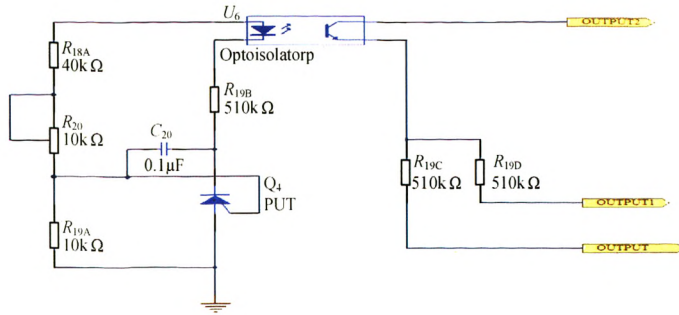 U6
OUTPUT2
Optoisolatorp
R18A
40kΩ
R19B
510kΩ
R20
10kΩ
C20
0.1μF
Q4
PUT
R19C
510kΩ
R19D
510kΩ
R19A
10kΩ
OUTPUT1
OUTPUT